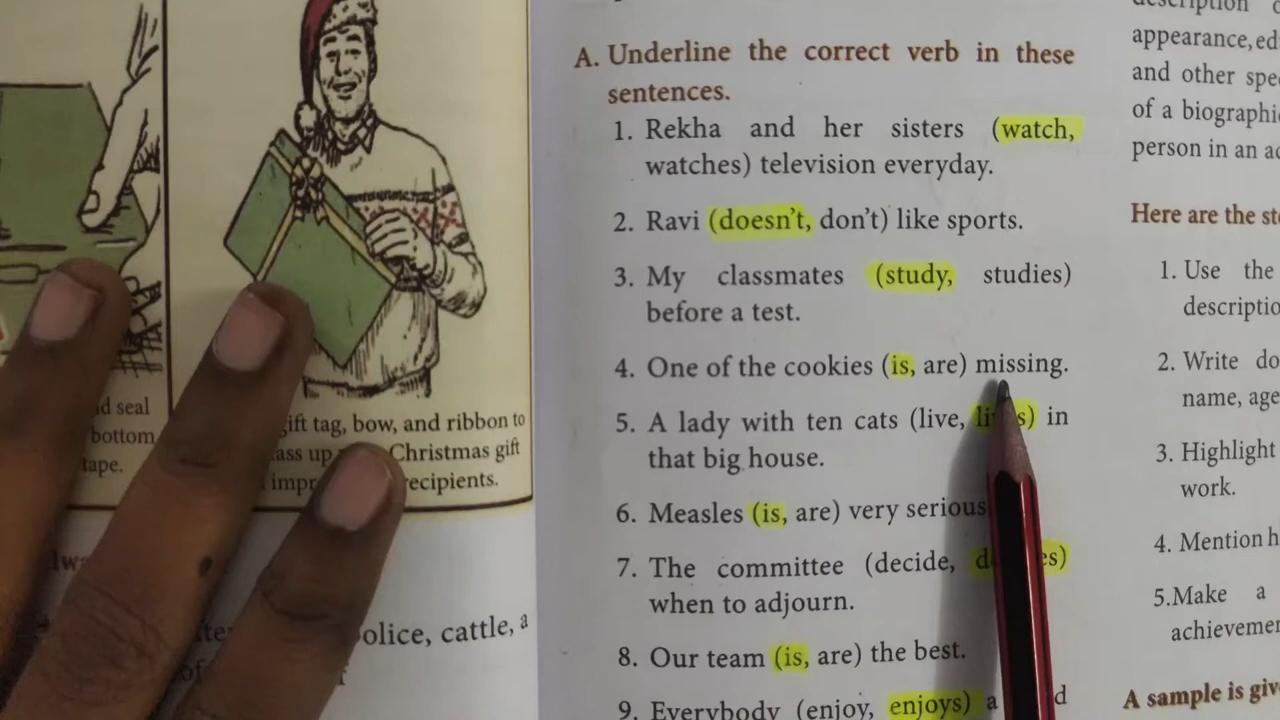 d seal
bottom
tape.
gift tag, bow, and ribbon to
Christmas gift
recipients.
olice, cattle, a
A. Underline the correct verb in these
sentences.
1. Rekha and her sisters (watch,
watches) television everyday.
2. Ravi (doesn't, don't) like sports.
3. My classmates (study, studies)
before a test.
4. One of the cookies (is, are) missing.
5. A lady with ten cats (live, in
that big house.
6. Measles (is, are) very serious
7. The committee (decide,
when to adjourn.
8. Our team (is, are) the best.
9. Everybody (enjoy, enjoys) a
description
appearance, ed
and other spe
of a biographi
person in an ac
Here are the ste
1. Use the
descriptio
2. Write do
name, age
3. Highlight
work.
4. Mention h
5.Make a
achievemen
A sample is give